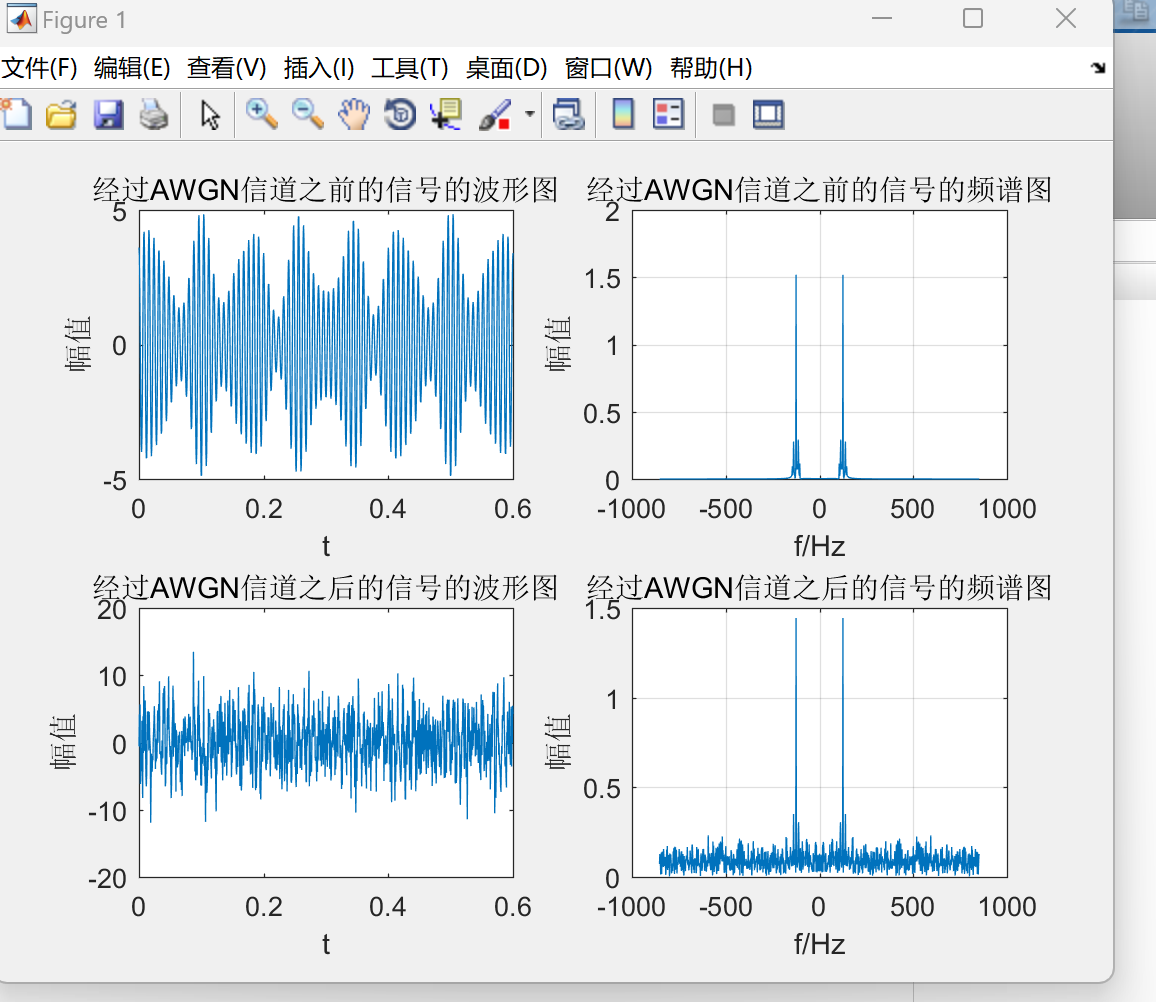 Figure 1
文件(F) 编辑(E) 查看(V) 插入(I) 工具(T) 桌面(D) 窗口(W) 帮助(H)
经过AWGN信道之前的信号的波形图
5
0
-5
幅值
0 0.2 0.4 0.6
t
经过AWGN信道之前的信号的频谱图
2
1.5
1
0.5
0
幅值
-1000 -500 0 500 1000
f/Hz
经过AWGN信道之后的信号的波形图
20
10
0
-10
-20
幅值
0 0.2 0.4 0.6
t
经过AWGN信道之后的信号的频谱图
1.5
1
0.5
0
幅值
-1000 -500 0 500 1000
f/Hz